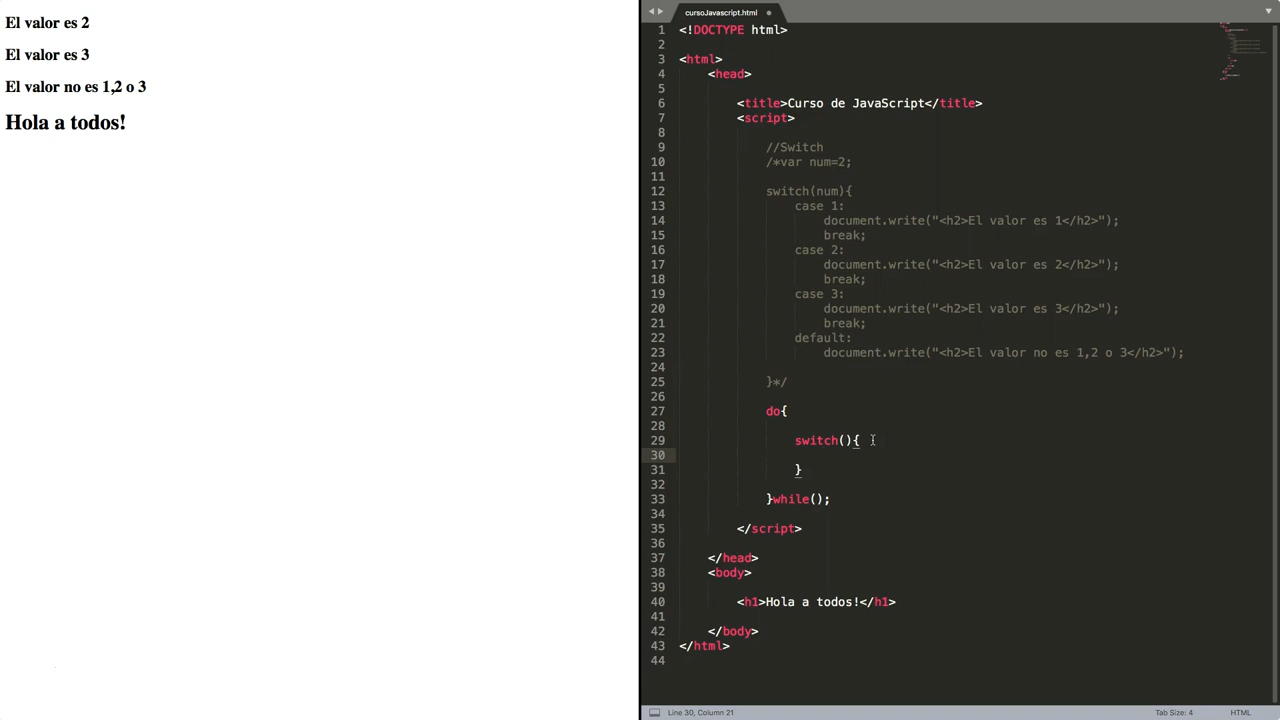 El valor es 2
El valor es 3
El valor no es 1,2 o 3
Hola a todos!
cursoJavascript.html
1 <!DOCTYPE html>
2
3 <html>
4 <head>
5
6 <title>Curso de JavaScript</title>
7 <script>
8
9 //Switch
10 /*var num=2;
11
12 switch(num){
13 case 1:
14 document.write("<h2>El valor es 1</h2>");
15 break;
16 case 2:
17 document.write("<h2>El valor es 2</h2>");
18 break;
19 case 3:
20 document.write("<h2>El valor es 3</h2>");
21 break;
22 default:
23 document.write("<h2>El valor no es 1,2 o 3</h2>");
24
25 }*/
26
27 do{
28
29 switch(){
30
31 }
32
33 }while();
34
35 </script>
36
37 </head>
38 <body>
39
40 <h1>Hola a todos!</h1>
41
42 </body>
43 </html>
44
Line 30, Column 21 Tab Size: 4 HTML